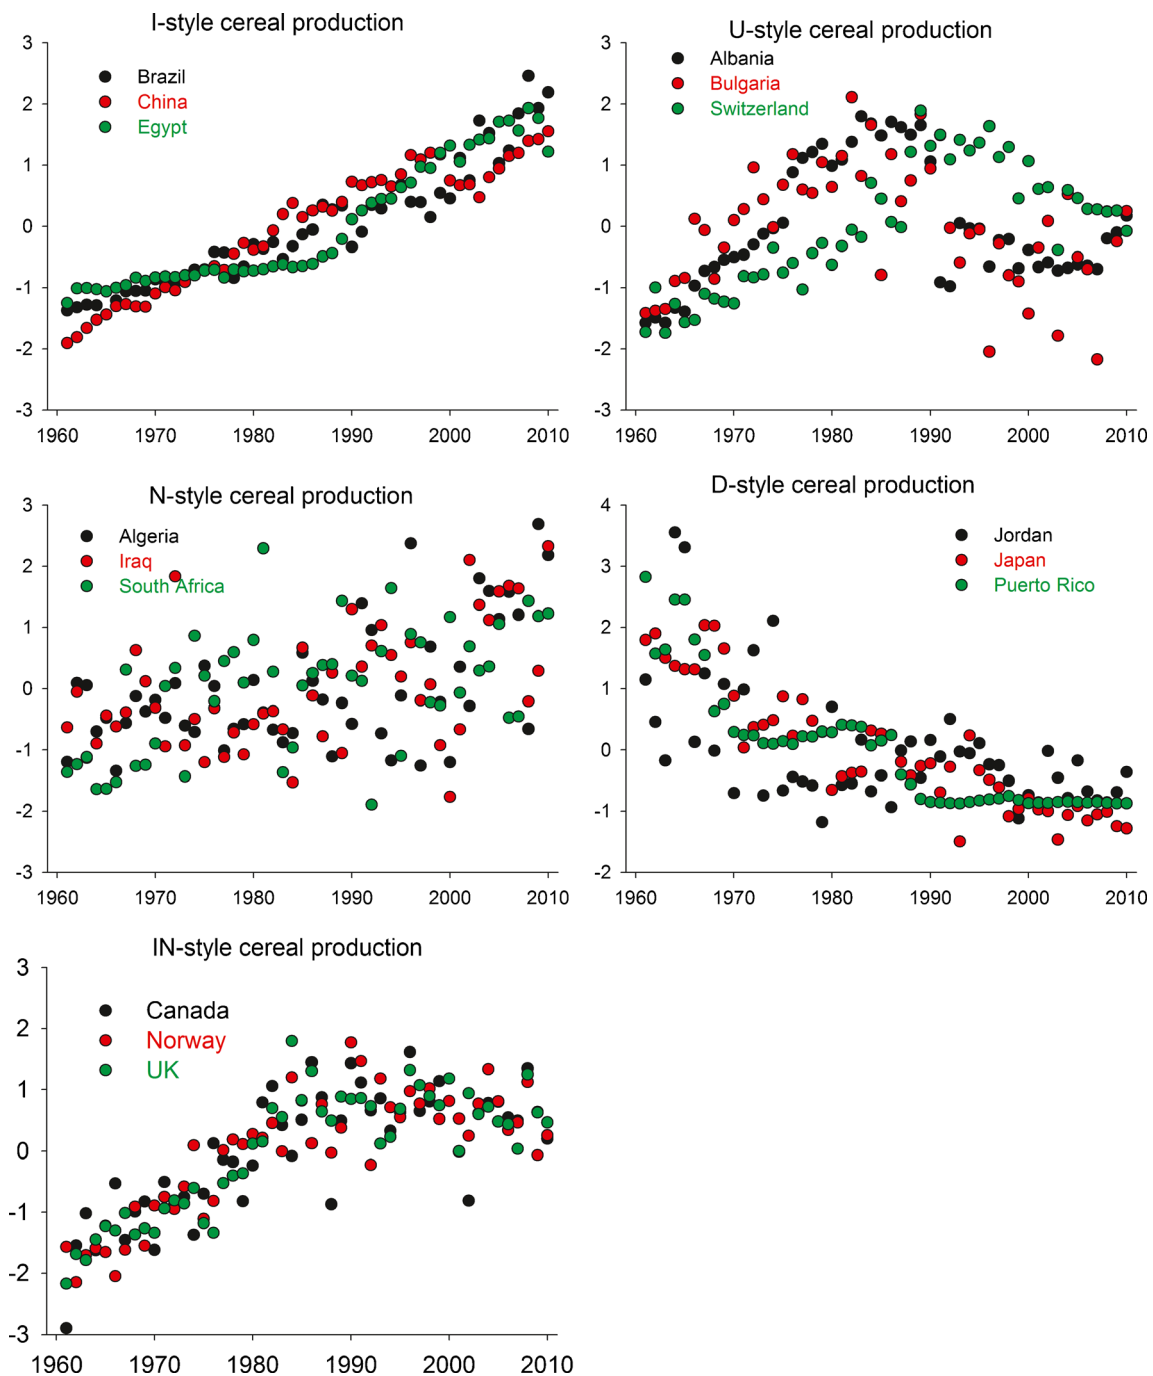 I-style cereal production
3
2
1
0
-1
-2
-3
Brazil
China
Egypt
1960 1970 1980 1990 2000 2010
U-style cereal production
3
2
1
0
-1
-2
-3
Albania
Bulgaria
Switzerland
1960 1970 1980 1990 2000 2010
N-style cereal production
3
2
1
0
-1
-2
-3
Algeria
Iraq
South Africa
1960 1970 1980 1990 2000 2010
D-style cereal production
4
3
2
1
0
-1
-2
Jordan
Japan
Puerto Rico
1960 1970 1980 1990 2000 2010
IN-style cereal production
3
2
1
0
-1
-2
-3
Canada
Norway
UK
1960 1970 1980 1990 2000 2010